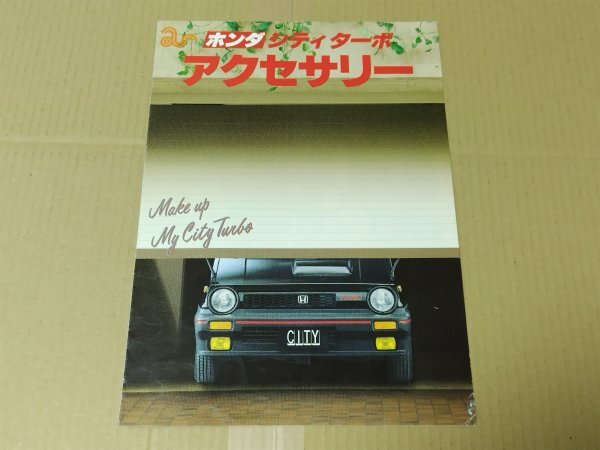 ホンダ シティ ターボ
アクセサリー
Make up
My City Turbo
CITY